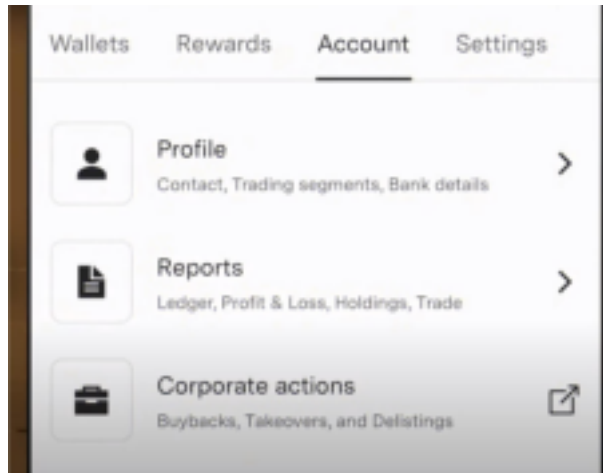 Wallets Rewards Account Settings
Profile
Contact, Trading segments, Bank details
Reports
Ledger, Profit & Loss, Holdings, Trade
Corporate actions
Buybacks, Takeovers, and Delistings